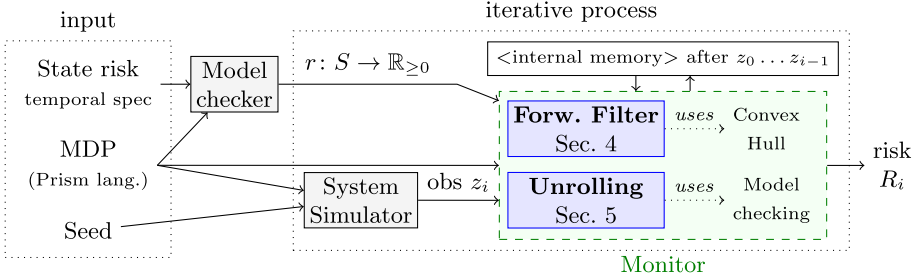 input
iterative process
State risk
temporal spec
Model
checker
r: S → ℝ≥0
<internal memory> after z0 ... zi−1
MDP
(Prism lang.)
Forw. Filter
Sec. 4
uses
Convex
Hull
Seed
System
Simulator
obs zi
Unrolling
Sec. 5
uses
Model
checking
risk
Ri
Monitor